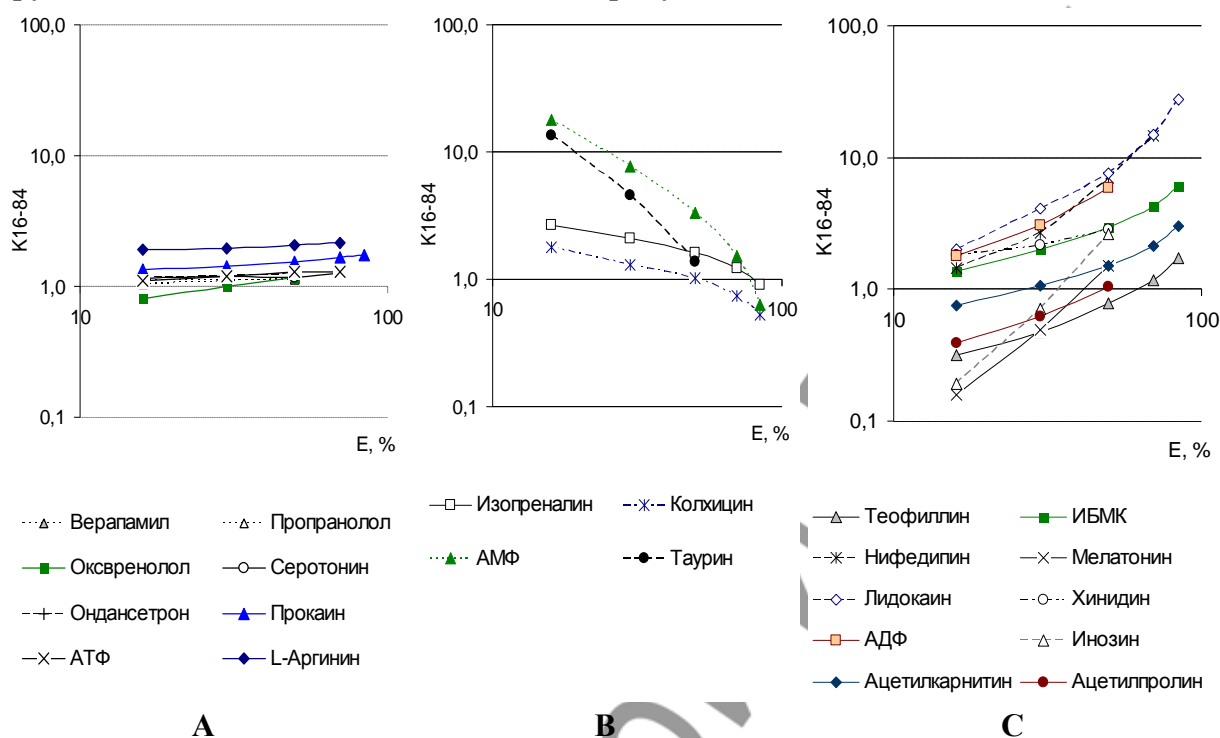 100,0
10,0
1,0
0,1
10
100
K16-84
E, %
Верапамил
Пропранолол
Оксвренолол
Серотонин
Ондансетрон
Прокаин
АТФ
L-Аргинин
A
100,0
10,0
1,0
0,1
10
100
K16-84
E, %
Изопреналин
Колхицин
АМФ
Таурин
B
100,0
10,0
1,0
0,1
10
100
K16-84
E, %
Теофиллин
ИБМК
Нифедипин
Мелатонин
Лидокаин
Хинидин
АДФ
Инозин
Ацетилкарнитин
Ацетилпролин
C